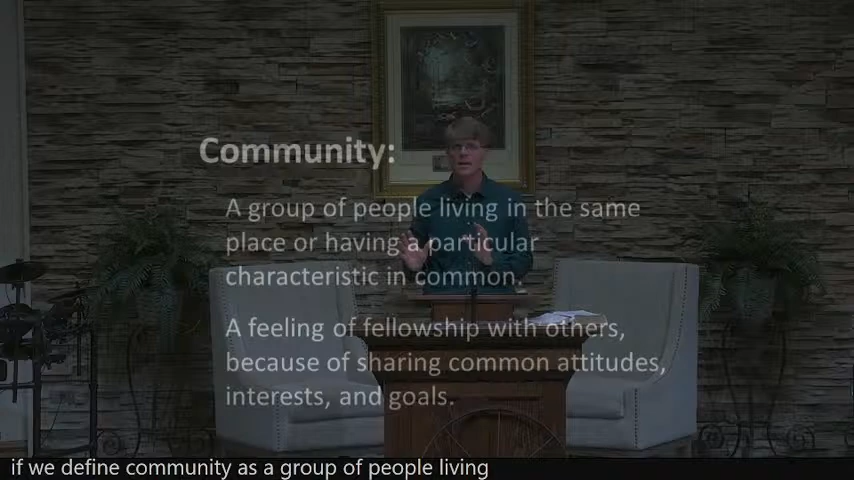 Community:
A group of people living in the same
place or having a particular
characteristic in common.
A feeling of fellowship with others,
because of sharing common attitudes,
interests, and goals.
if we define community as a group of people living